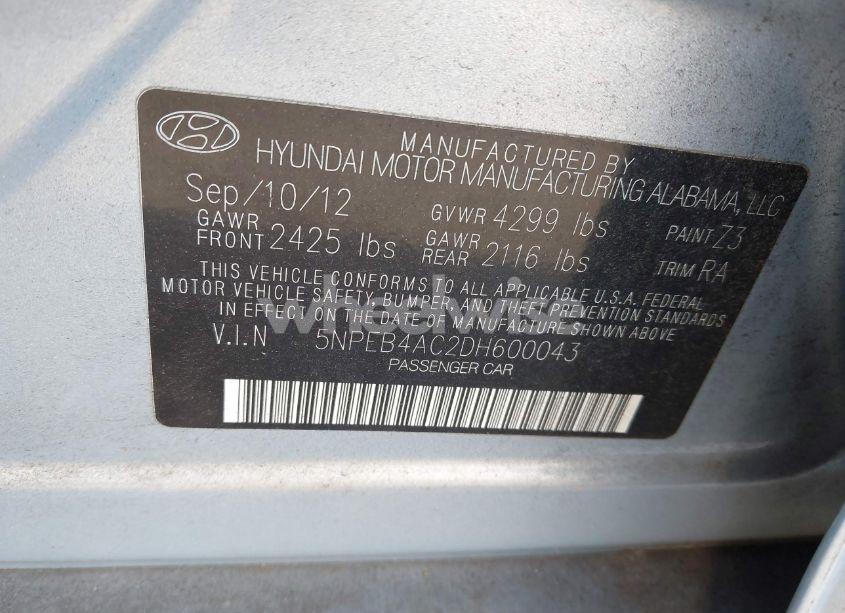 MANUFACTURED BY
HYUNDAI MOTOR MANUFACTURING ALABAMA, LLC
Sep/10/12 GVWR 4299 lbs PAINT Z3
GAWR FRONT 2425 lbs GAWR REAR 2116 lbs TRIM RA
THIS VEHICLE CONFORMS TO ALL APPLICABLE U.S.A. FEDERAL
MOTOR VEHICLE SAFETY, BUMPER, AND THEFT PREVENTION STANDARDS
IN EFFECT ON THE DATE OF MANUFACTURE SHOWN ABOVE
V.I.N 5NPEB4AC2DH600043
PASSENGER CAR